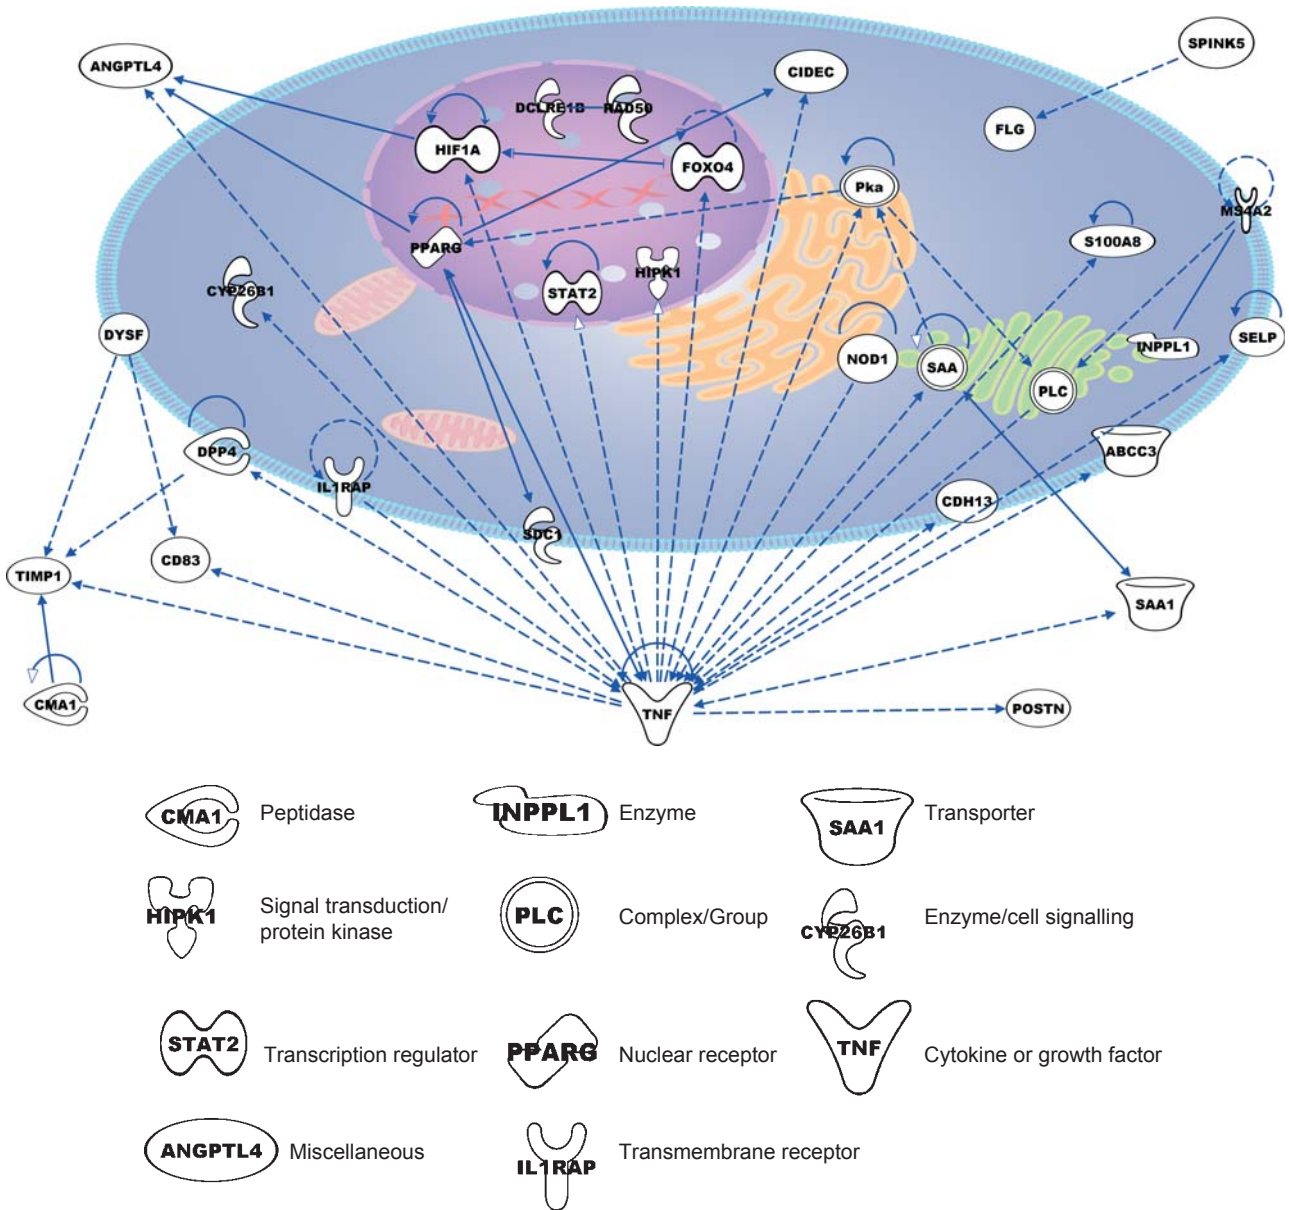 SPINK5
ANGPTL4
CIDEC
DCLRE1B
RAD50
FLG
HIF1A
FOXO4
Pka
MS4A2
S100A8
PPARG
HIPK1
CYP26B1
STAT2
DYSF
NOD1
SAA
INPPL1
SELP
PLC
DPP4
ABCC3
IL1RAP
CDH13
SDC1
CD83
TIMP1
SAA1
CMA1
TNF
POSTN
CMA1 Peptidase
INPPL1 Enzyme
SAA1 Transporter
HIPK1 Signal transduction/
protein kinase
PLC Complex/Group
CYP26B1 Enzyme/cell signalling
STAT2 Transcription regulator
PPARG Nuclear receptor
TNF Cytokine or growth factor
ANGPTL4 Miscellaneous
IL1RAP Transmembrane receptor